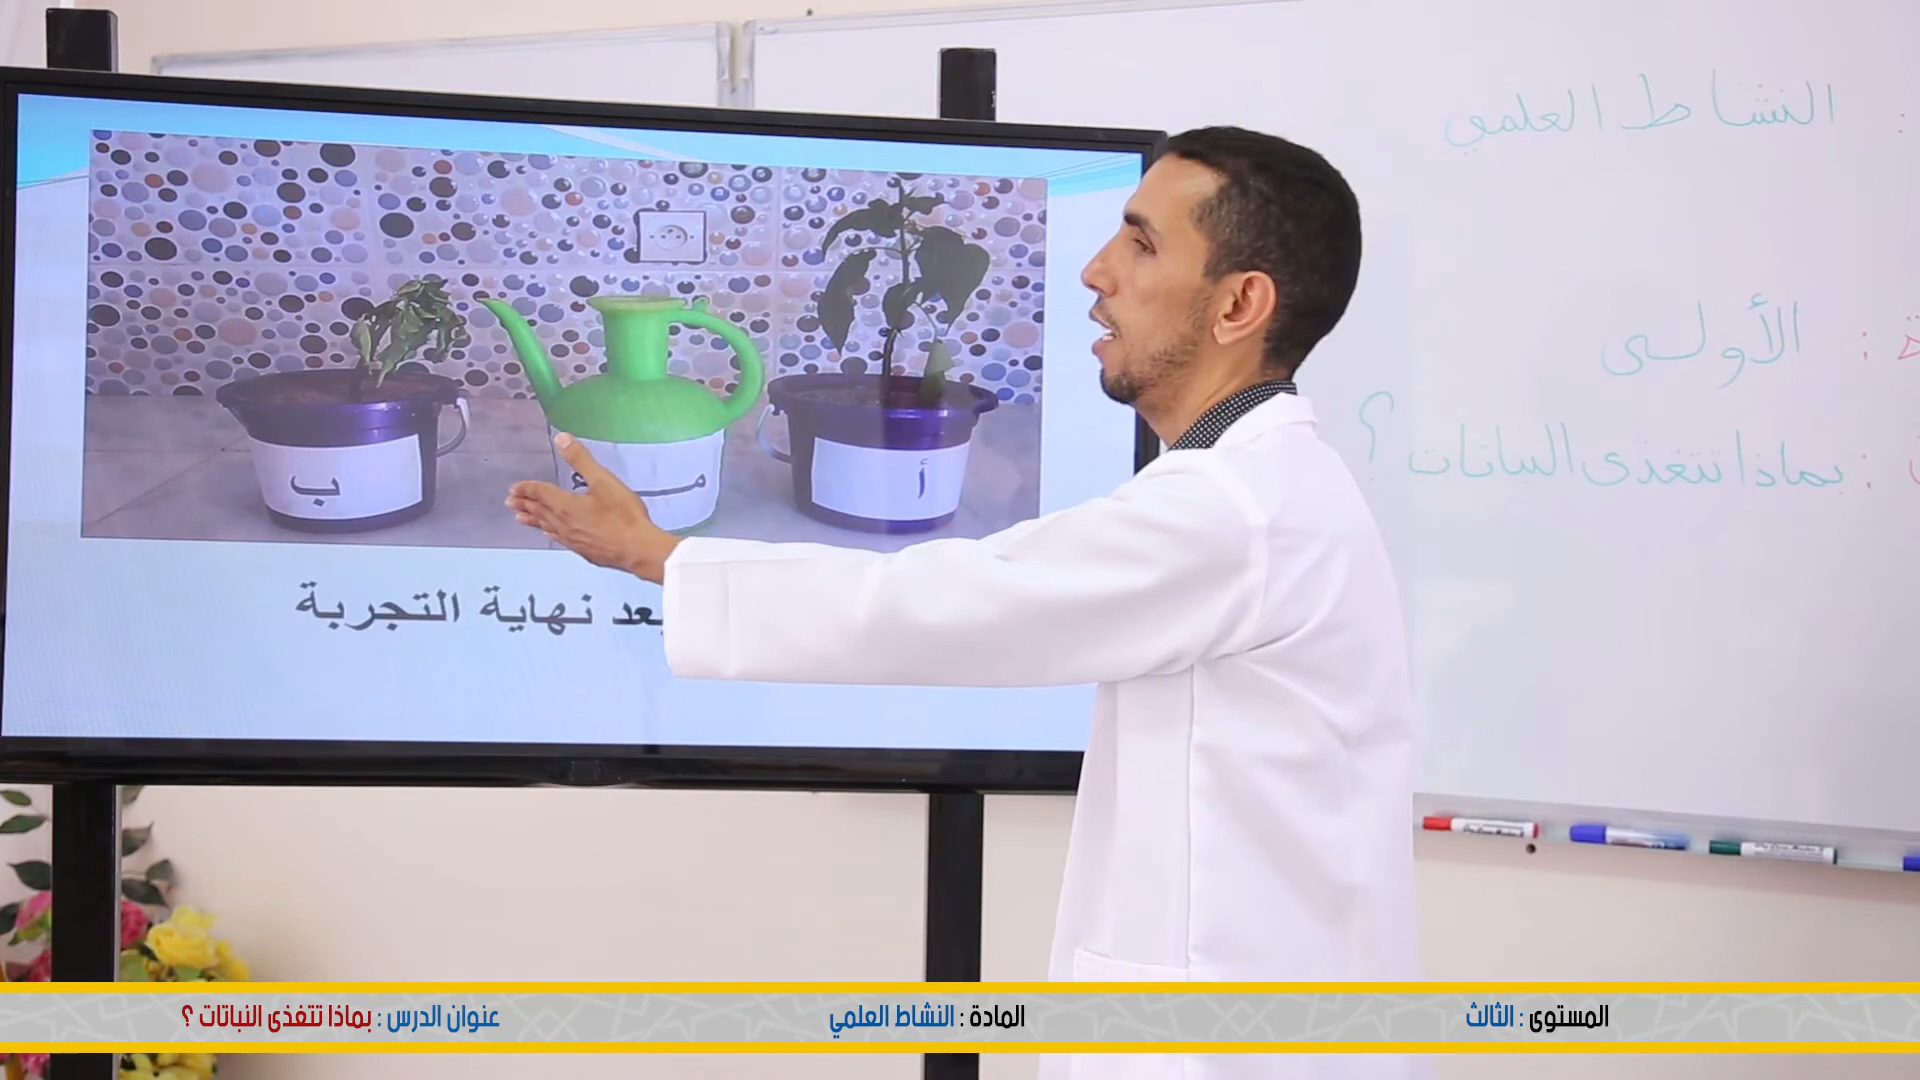 النشاط العلمي
الأولى :
بماذا تتغذى النباتات ؟ :
أ
مــاء
ب
بعد نهاية التجربة
المستوى : الثالث
المادة : النشاط العلمي
عنوان الدرس : بماذا تتغذى النباتات ؟